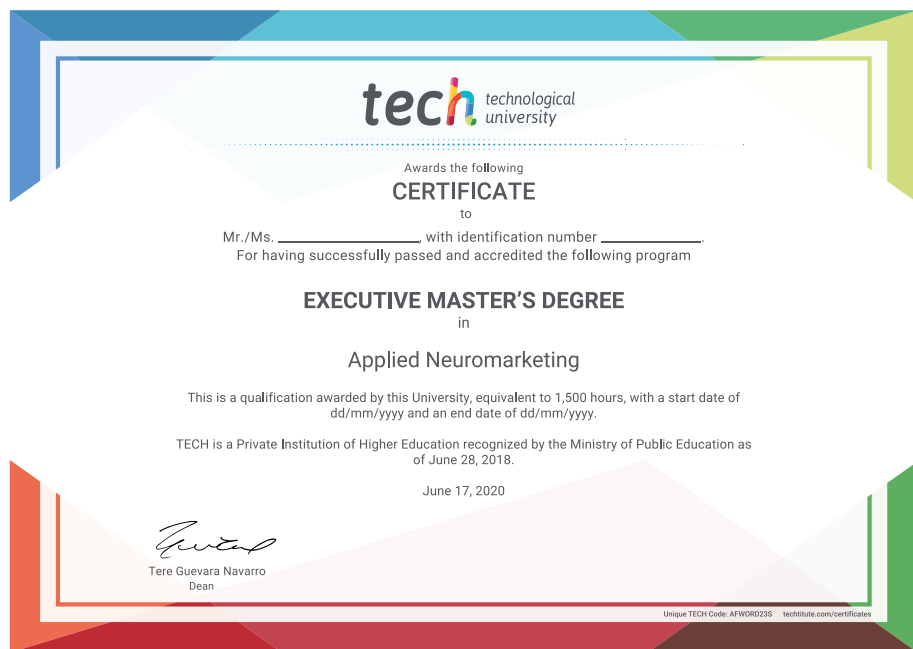 tech technological
university
Awards the following
CERTIFICATE
to
Mr./Ms. ____________________, with identification number ______________.
For having successfully passed and accredited the following program
EXECUTIVE MASTER'S DEGREE
in
Applied Neuromarketing
This is a qualification awarded by this University, equivalent to 1,500 hours, with a start date of
dd/mm/yyyy and an end date of dd/mm/yyyy.
TECH is a Private Institution of Higher Education recognized by the Ministry of Public Education as
of June 28, 2018.
June 17, 2020
Tere Guevara Navarro
Dean
Unique TECH Code: AFWORD23S techtitute.com/certificates